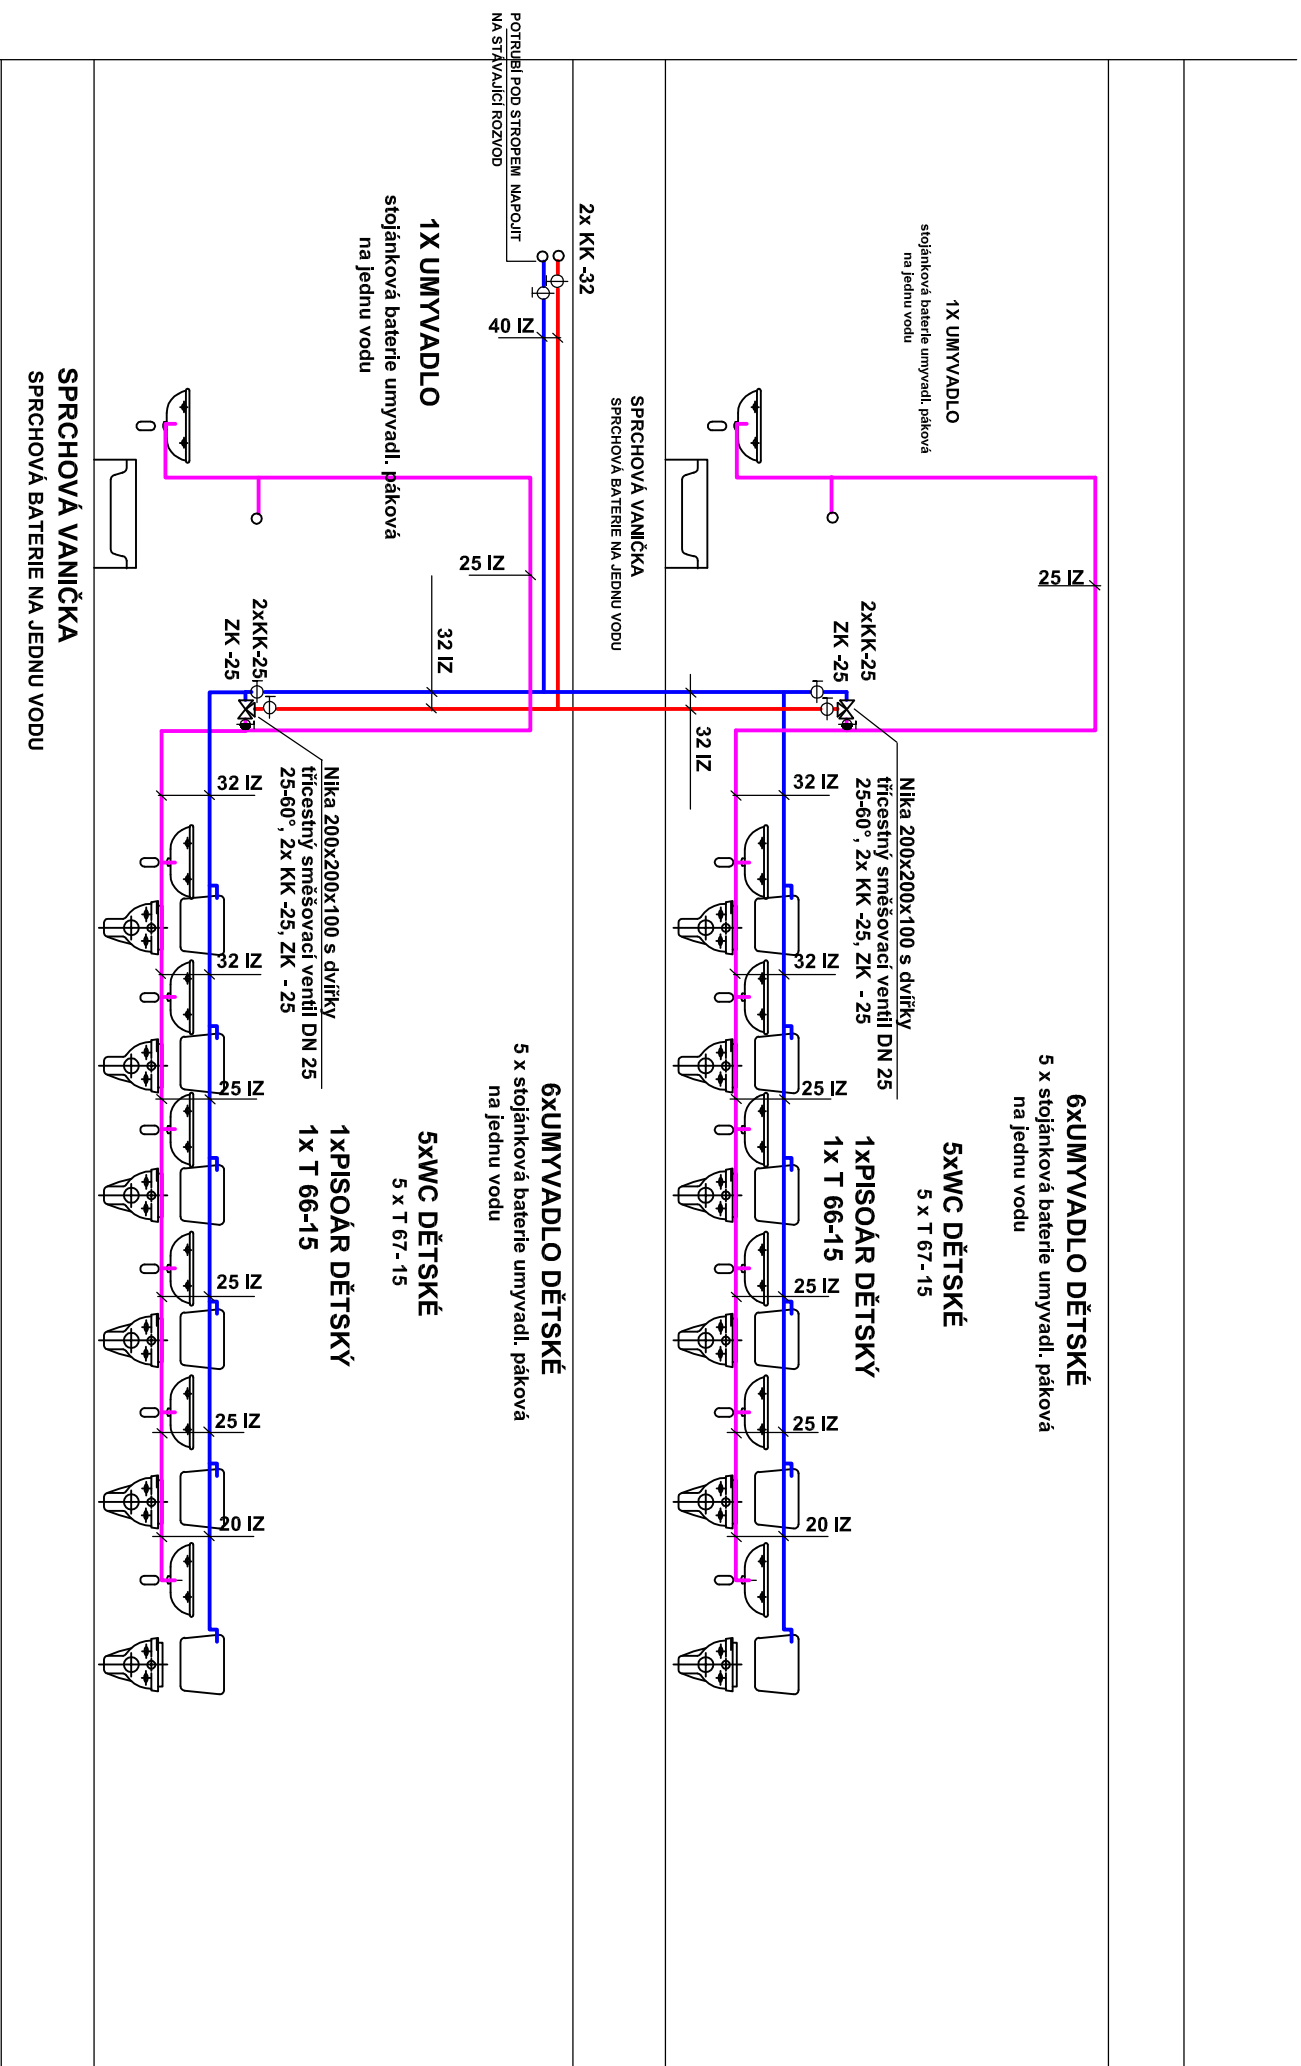 1X UMYVADLO
stojánková baterie umyvadl. páková
na jednu vodu
25 IZ
2xKK-25
ZK -25
Nika 200x200x100 s dvířky
třícestný směšovací ventil DN 25
25-60°, 2x KK -25, ZK - 25
6xUMYVADLO DĚTSKÉ
5 x stojánková baterie umyvadl. páková
na jednu vodu
5xWC DĚTSKÉ
5 x T 67- 15
1xPISOÁR DĚTSKÝ
1x T 66-15
32 IZ
32 IZ
25 IZ
25 IZ
25 IZ
20 IZ
SPRCHOVÁ VANIČKA
SPRCHOVÁ BATERIE NA JEDNU VODU
32 IZ
POTRUBÍ POD STROPEM NAPOJIT
NA STÁVAJÍCÍ ROZVOD
2x KK -32
40 IZ
1X UMYVADLO
stojánková baterie umyvadl. páková
na jednu vodu
25 IZ
32 IZ
2xKK-25
ZK -25
Nika 200x200x100 s dvířky
třícestný směšovací ventil DN 25
25-60°, 2x KK -25, ZK - 25
6xUMYVADLO DĚTSKÉ
5 x stojánková baterie umyvadl. páková
na jednu vodu
5xWC DĚTSKÉ
5 x T 67- 15
1xPISOÁR DĚTSKÝ
1x T 66-15
32 IZ
32 IZ
25 IZ
25 IZ
25 IZ
20 IZ
SPRCHOVÁ VANIČKA
SPRCHOVÁ BATERIE NA JEDNU VODU